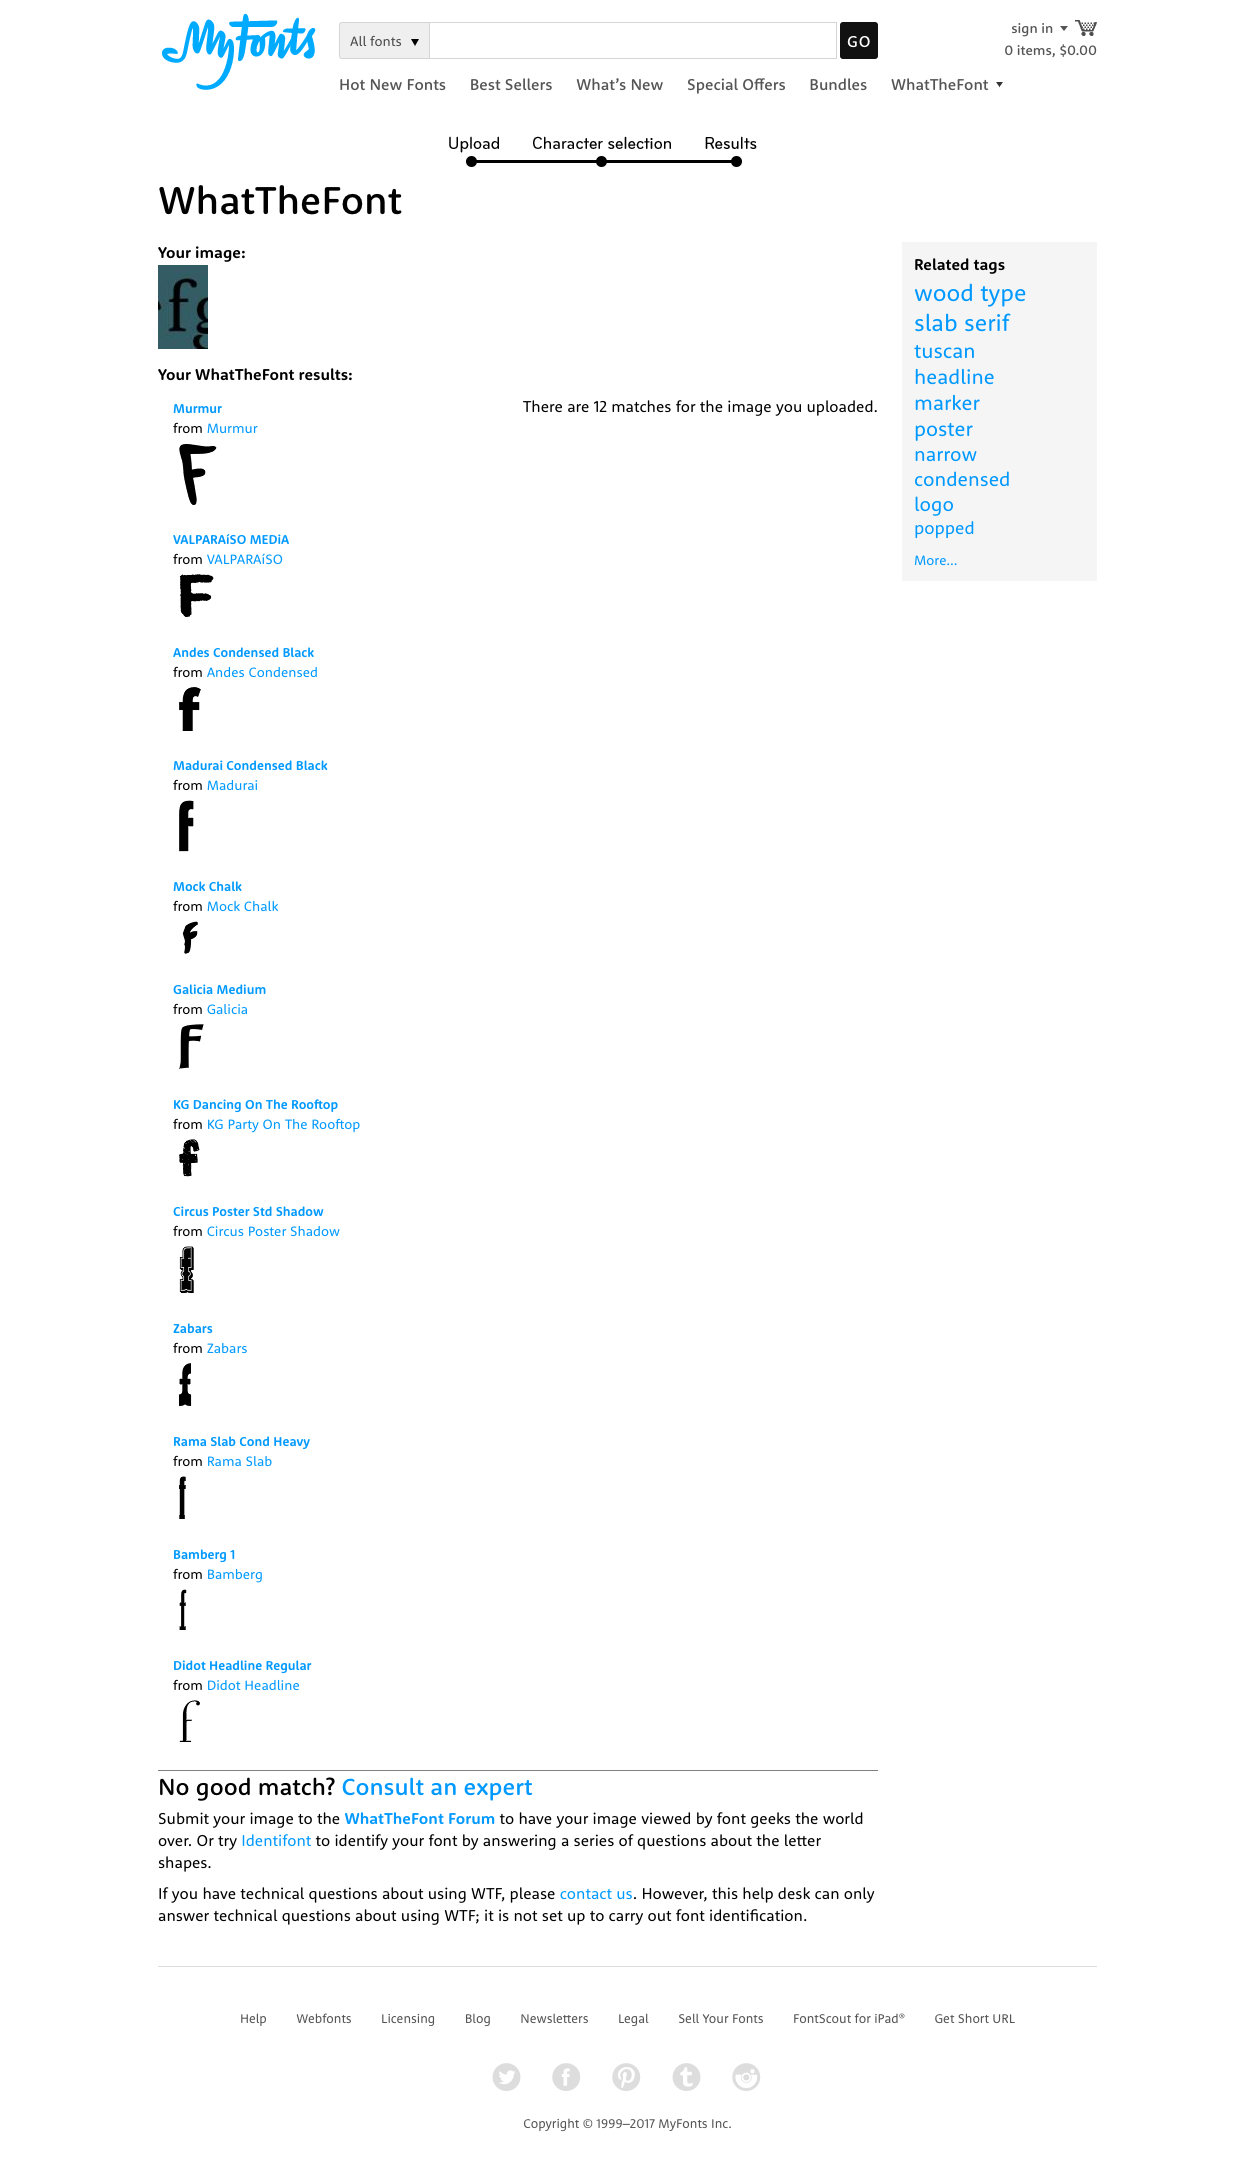 MyFonts
All fonts
GO
sign in
0 items, $0.00
Hot New Fonts Best Sellers What's New Special Offers Bundles WhatTheFont
Upload Character selection Results
WhatTheFont
Your image:
fg
Your WhatTheFont results:
There are 12 matches for the image you uploaded.
Murmur
from Murmur
F
VALPARAíSO MEDiA
from VALPARAíSO
F
Andes Condensed Black
from Andes Condensed
f
Madurai Condensed Black
from Madurai
f
Mock Chalk
from Mock Chalk
f
Galicia Medium
from Galicia
F
KG Dancing On The Rooftop
from KG Party On The Rooftop
f
Circus Poster Std Shadow
from Circus Poster Shadow
f
Zabars
from Zabars
f
Rama Slab Cond Heavy
from Rama Slab
f
Bamberg 1
from Bamberg
f
Didot Headline Regular
from Didot Headline
f
Related tags
wood type
slab serif
tuscan
headline
marker
poster
narrow
condensed
logo
popped
More...
No good match? Consult an expert
Submit your image to the WhatTheFont Forum to have your image viewed by font geeks the world
over. Or try Identifont to identify your font by answering a series of questions about the letter
shapes.
If you have technical questions about using WTF, please contact us. However, this help desk can only
answer technical questions about using WTF; it is not set up to carry out font identification.
Help Webfonts Licensing Blog Newsletters Legal Sell Your Fonts FontScout for iPad® Get Short URL
Copyright © 1999–2017 MyFonts Inc.